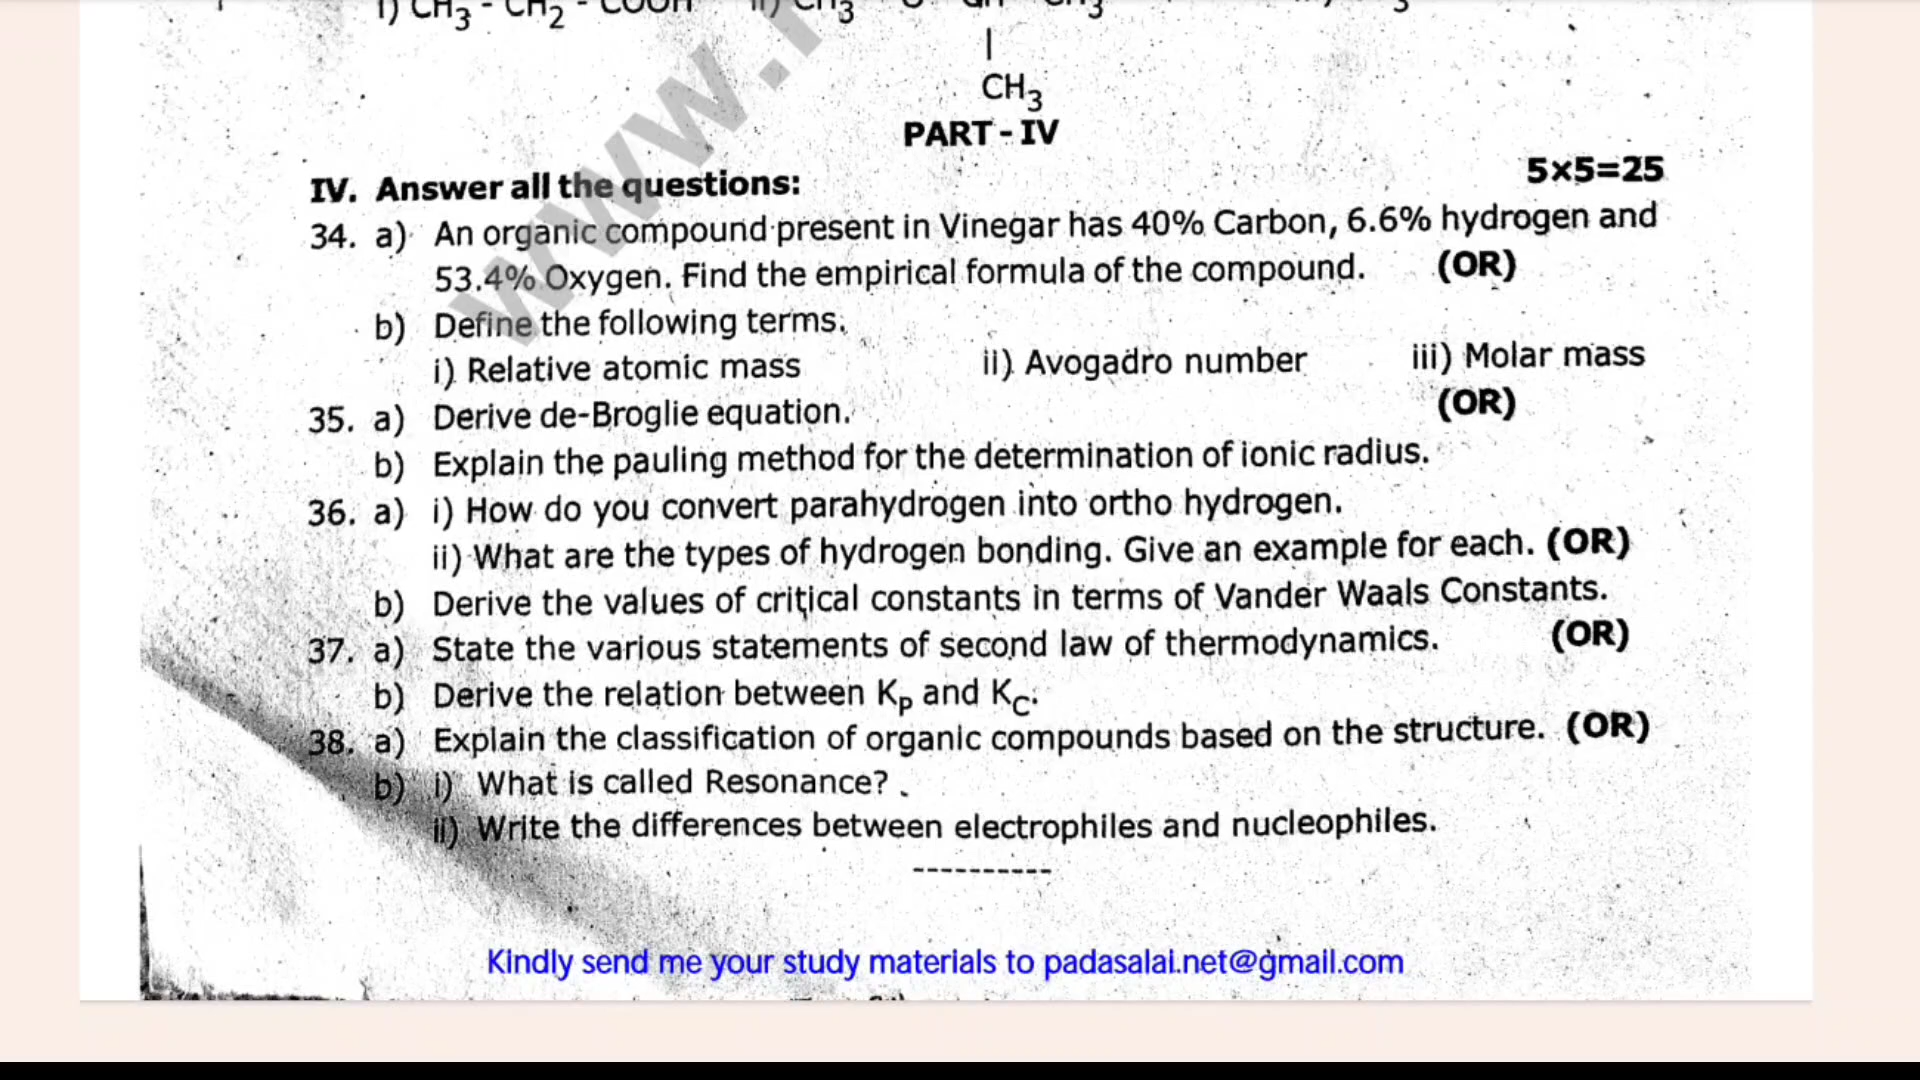 i) CH3 - CH2 - COOH ii) CH3
CH3
PART - IV
5x5=25
IV. Answer all the questions:
34. a) An organic compound present in Vinegar has 40% Carbon, 6.6% hydrogen and
53.4% Oxygen. Find the empirical formula of the compound. (OR)
b) Define the following terms.
i) Relative atomic mass ii) Avogadro number iii) Molar mass
(OR)
35. a) Derive de-Broglie equation.
b) Explain the pauling method for the determination of ionic radius.
36. a) i) How do you convert parahydrogen into ortho hydrogen.
ii) What are the types of hydrogen bonding. Give an example for each. (OR)
b) Derive the values of critical constants in terms of Vander Waals Constants.
37. a) State the various statements of second law of thermodynamics. (OR)
b) Derive the relation between KP and KC.
38. a) Explain the classification of organic compounds based on the structure. (OR)
b) i) What is called Resonance?
ii) Write the differences between electrophiles and nucleophiles.
----------
Kindly send me your study materials to padasalai.net@gmail.com
www.